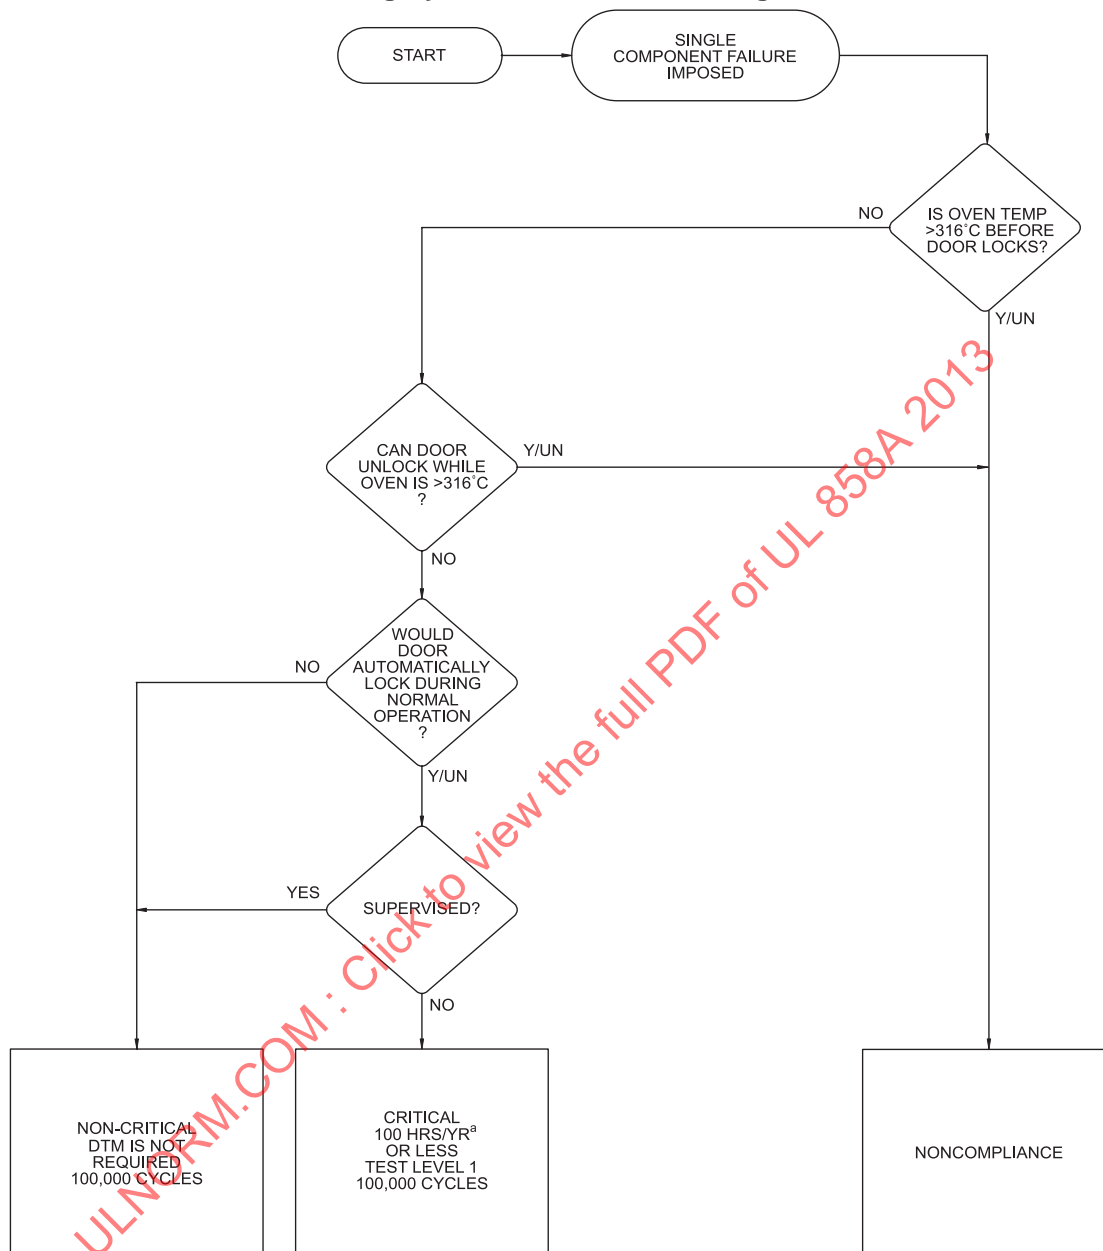 START
SINGLE
COMPONENT FAILURE
IMPOSED
IS OVEN TEMP
>316˚C BEFORE
DOOR LOCKS?
NO
Y/UN
CAN DOOR
UNLOCK WHILE
OVEN IS >316˚C
?
Y/UN
NO
WOULD
DOOR
AUTOMATICALLY
LOCK DURING
NORMAL
OPERATION
?
NO
Y/UN
SUPERVISED?
YES
NO
NON-CRITICAL
DTM IS NOT
REQUIRED
100,000 CYCLES
CRITICAL
100 HRS/YRᵃ
OR LESS
TEST LEVEL 1
100,000 CYCLES
NONCOMPLIANCE
ULNORM.COM : Click to view the full PDF of UL 858A 2013